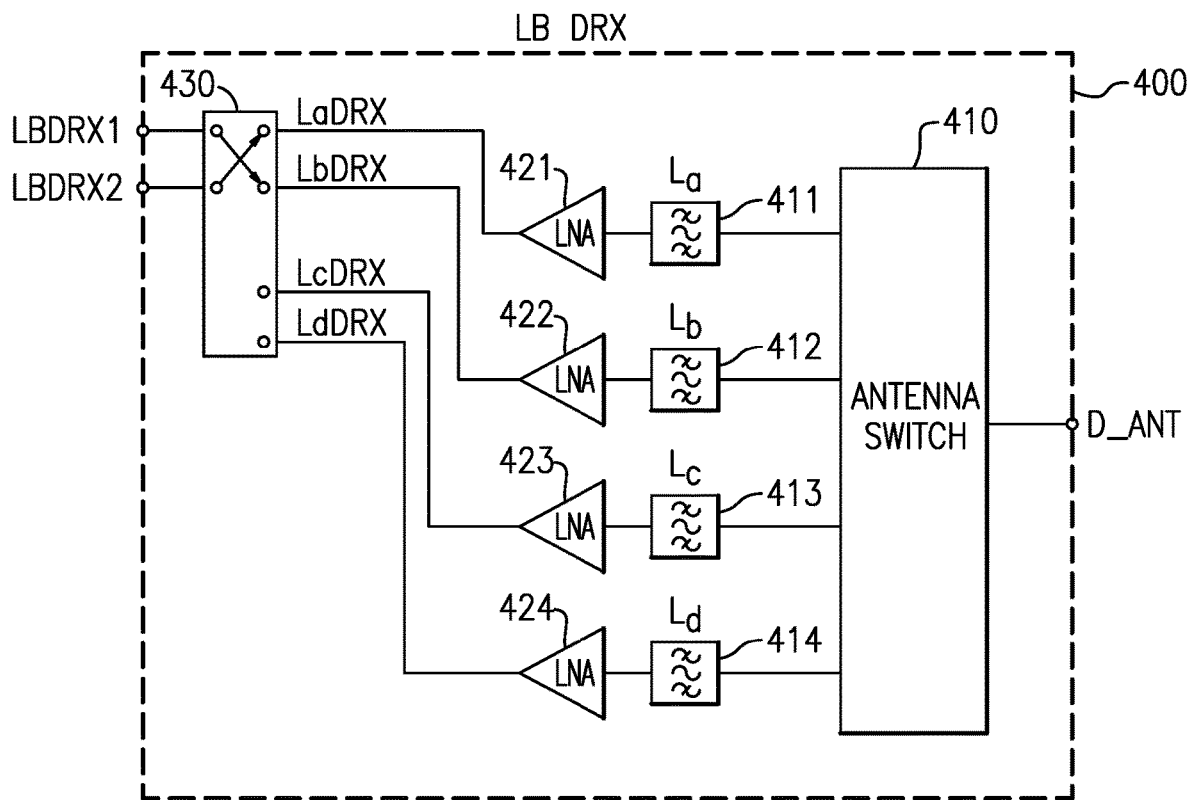 LB DRX
400
430
LBDRX1
LBDRX2
LaDRX
LbDRX
LcDRX
LdDRX
421
LNA
La
411
422
LNA
Lb
412
423
LNA
Lc
413
424
LNA
Ld
414
410
ANTENNA
SWITCH
D_ANT